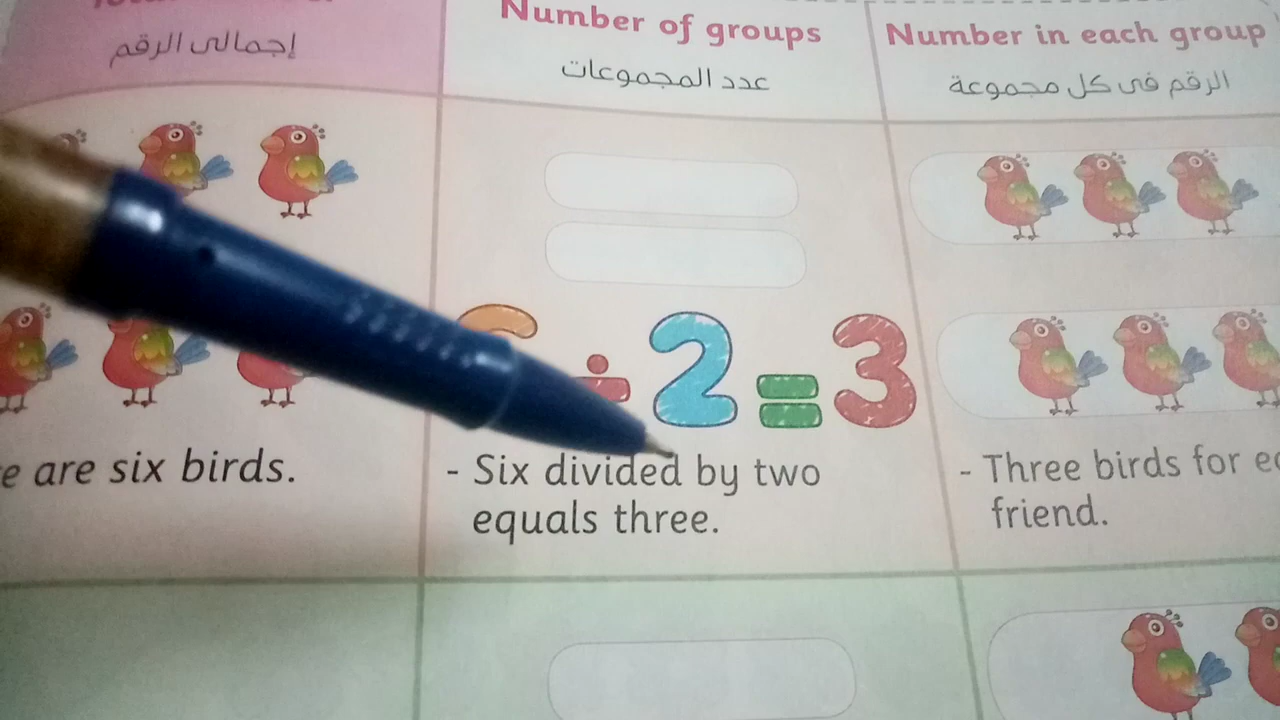 إجمالى الرقم
Number of groups
عدد المجموعات
Number in each group
الرقم فى كل مجموعة
÷ 2 = 3
are six birds.
- Six divided by two
equals three.
- Three birds for
friend.